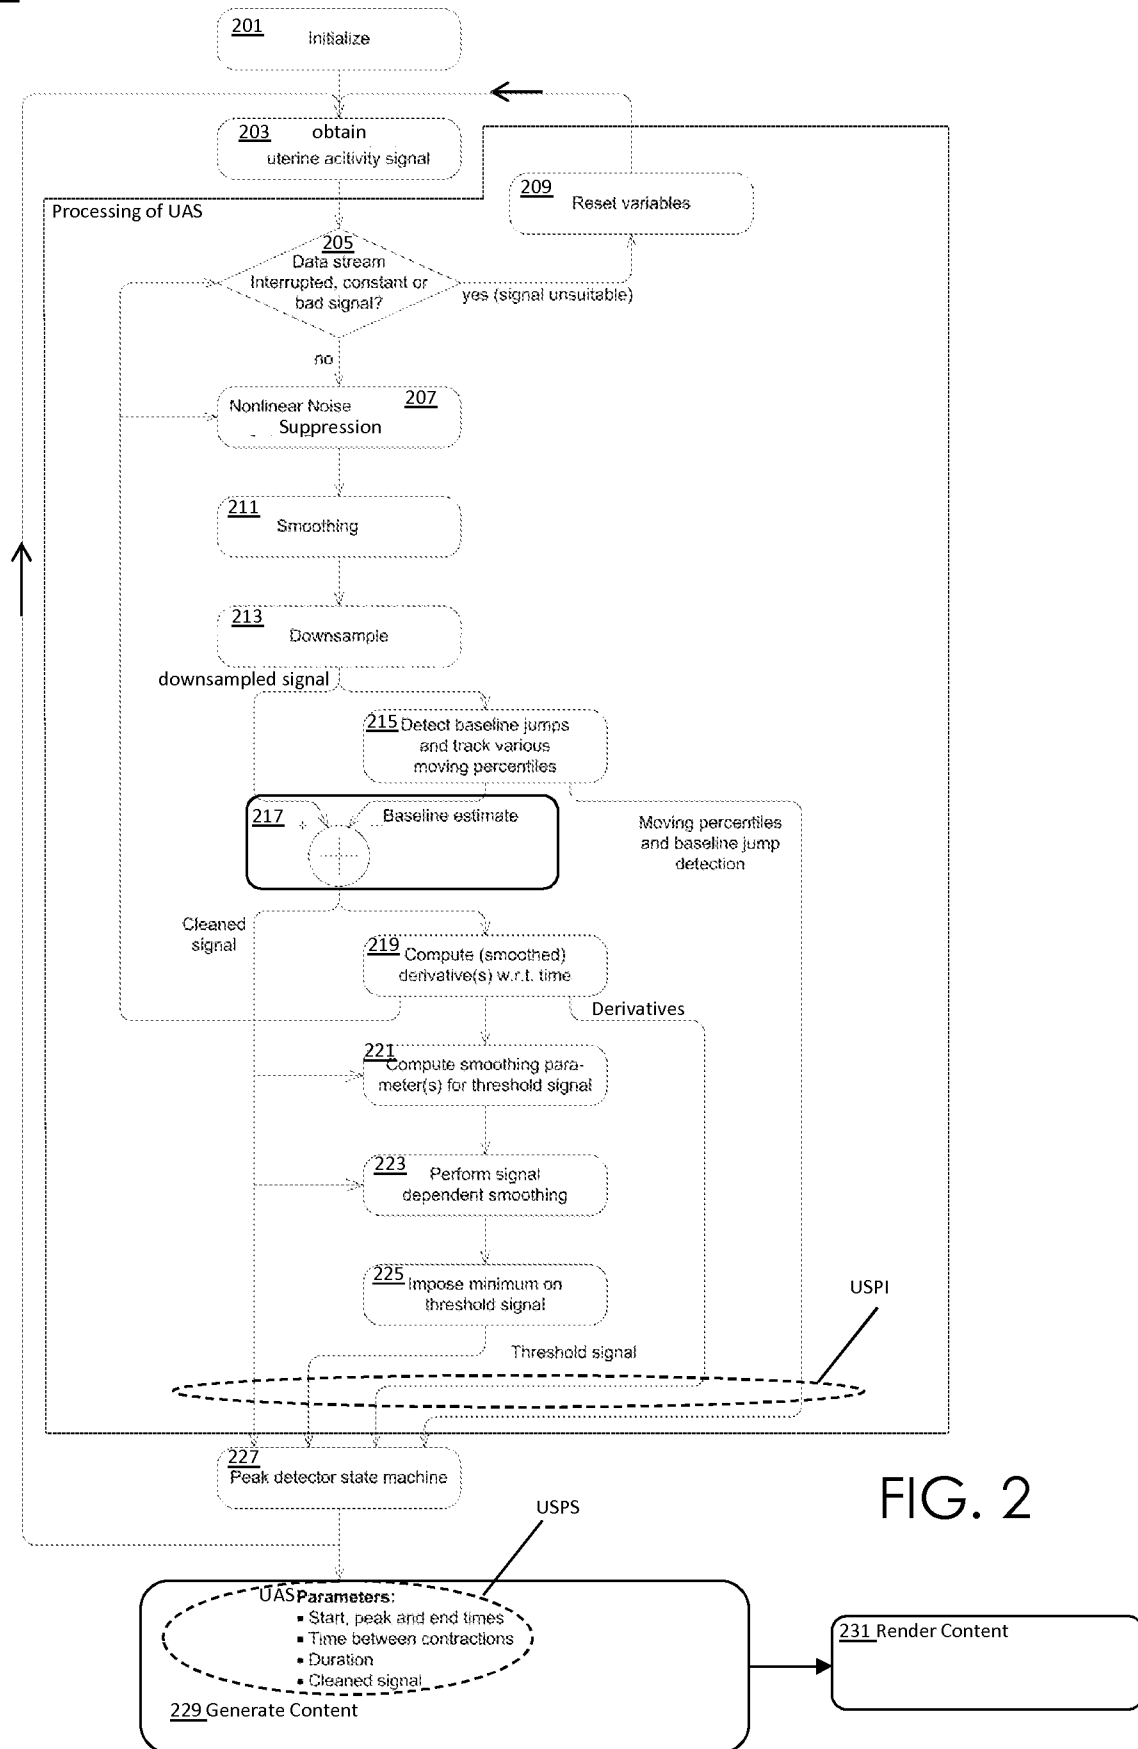 201
Initialize
203 obtain
uterine acitivity signal
209
Reset variables
Processing of UAS
205
Data stream
Interrupted, constant or
bad signal?
yes (signal unsuitable)
no
Nonlinear Noise 207
Suppression
211
Smoothing
213
Downsample
downsampled signal
215 Detect baseline jumps
and track various
moving percentiles
217 + Baseline estimate
Moving percentiles
and baseline jump
detection
Cleaned
signal
219 Compute (smoothed)
derivative(s) w.r.t. time
Derivatives
221
Compute smoothing para-
meter(s) for threshold signal
223
Perform signal
dependent smoothing
225 Impose minimum on
threshold signal
USPI
Threshold signal
227
Peak detector state machine
FIG. 2
USPS
UAS Parameters:
▪ Start, peak and end times
▪ Time between contractions
▪ Duration
▪ Cleaned signal
229 Generate Content
231 Render Content